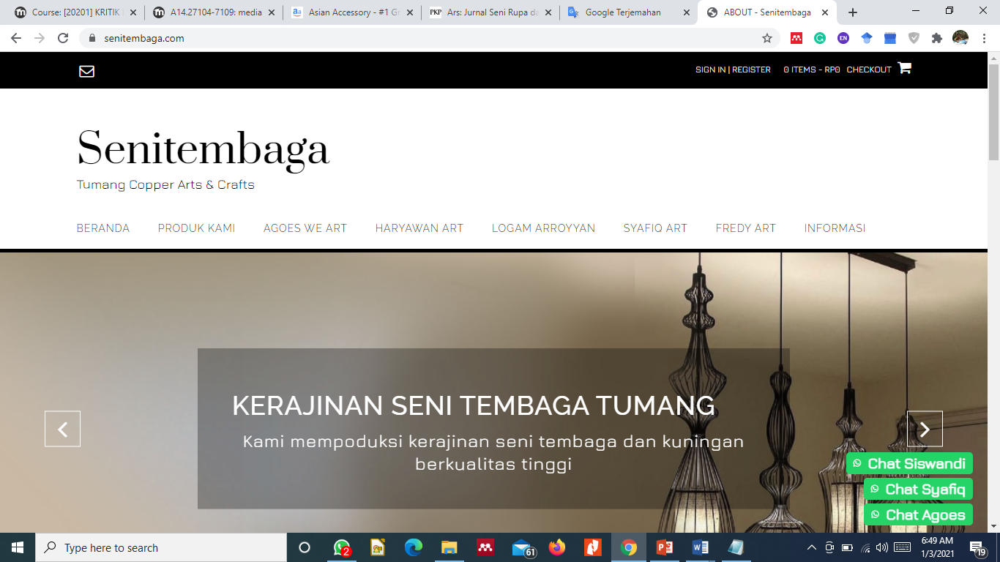 Course: [20201] KRITIK
A14.27104-7109: media
Asian Accessory - #1 Gr
PKP Ars: Jurnal Seni Rupa da
Google Terjemahan
ABOUT - Senitembaga
senitembaga.com
EN
SIGN IN | REGISTER 0 ITEMS - RP0 CHECKOUT
Senitembaga
Tumang Copper Arts & Crafts
BERANDA PRODUK KAMI AGOES WE ART HARYAWAN ART LOGAM ARROYYAN SYAFIQ ART FREDY ART INFORMASI
KERAJINAN SENI TEMBAGA TUMANG
Kami mempoduksi kerajinan seni tembaga dan kuningan
berkualitas tinggi
Chat Siswandi
Chat Syafiq
Chat Agoes
Type here to search
2
61
6:49 AM
1/3/2021
19